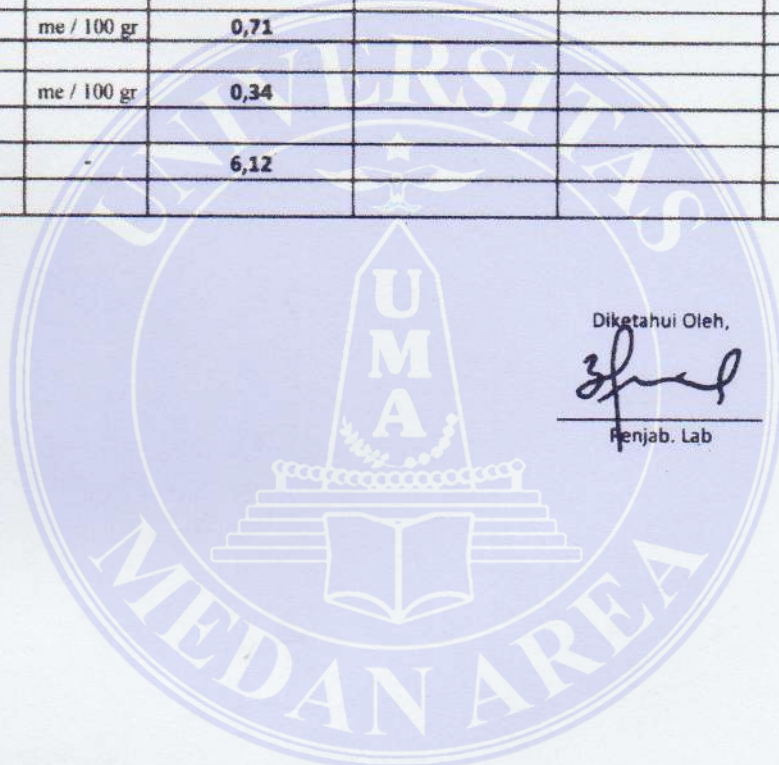 me / 100 gr 0,71
me / 100 gr 0,34
- 6,12
UNIVERSITAS
UMA
MEDAN AREA
Diketahui Oleh,
Penjab. Lab